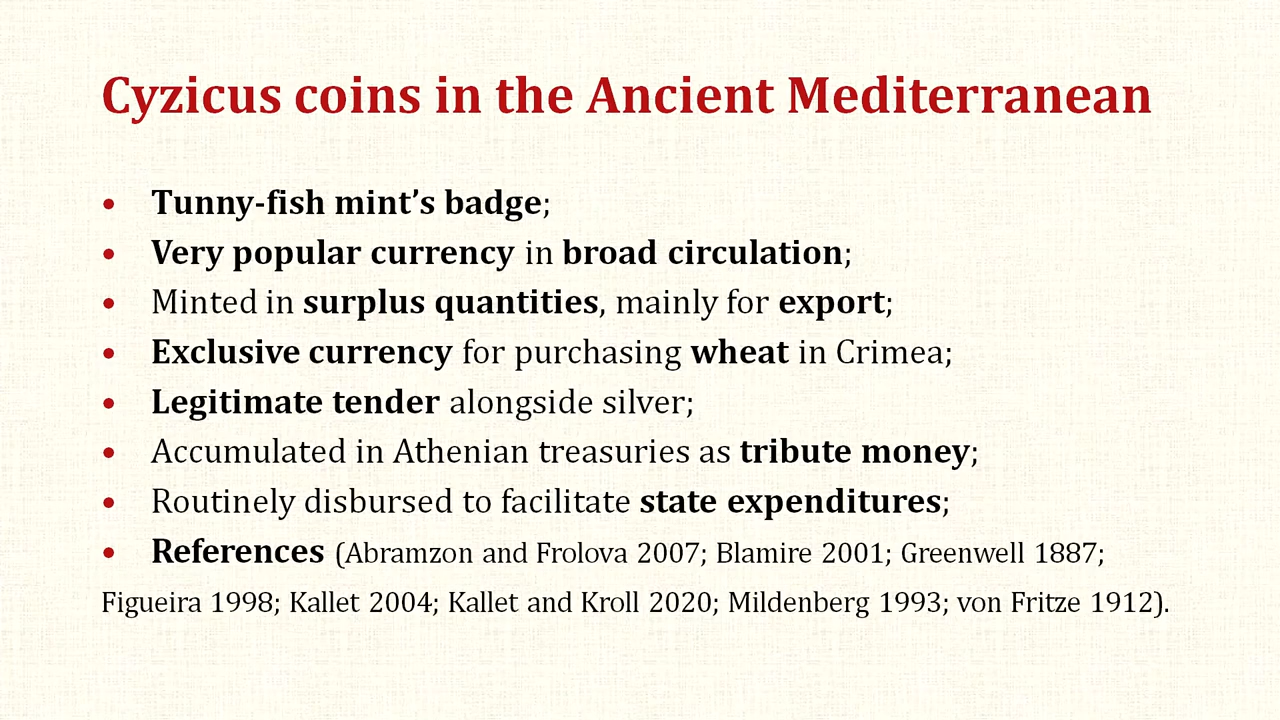 Cyzicus coins in the Ancient Mediterranean
• Tunny-fish mint’s badge;
• Very popular currency in broad circulation;
• Minted in surplus quantities, mainly for export;
• Exclusive currency for purchasing wheat in Crimea;
• Legitimate tender alongside silver;
• Accumulated in Athenian treasuries as tribute money;
• Routinely disbursed to facilitate state expenditures;
• References (Abramzon and Frolova 2007; Blamire 2001; Greenwell 1887;
Figueira 1998; Kallet 2004; Kallet and Kroll 2020; Mildenberg 1993; von Fritze 1912).